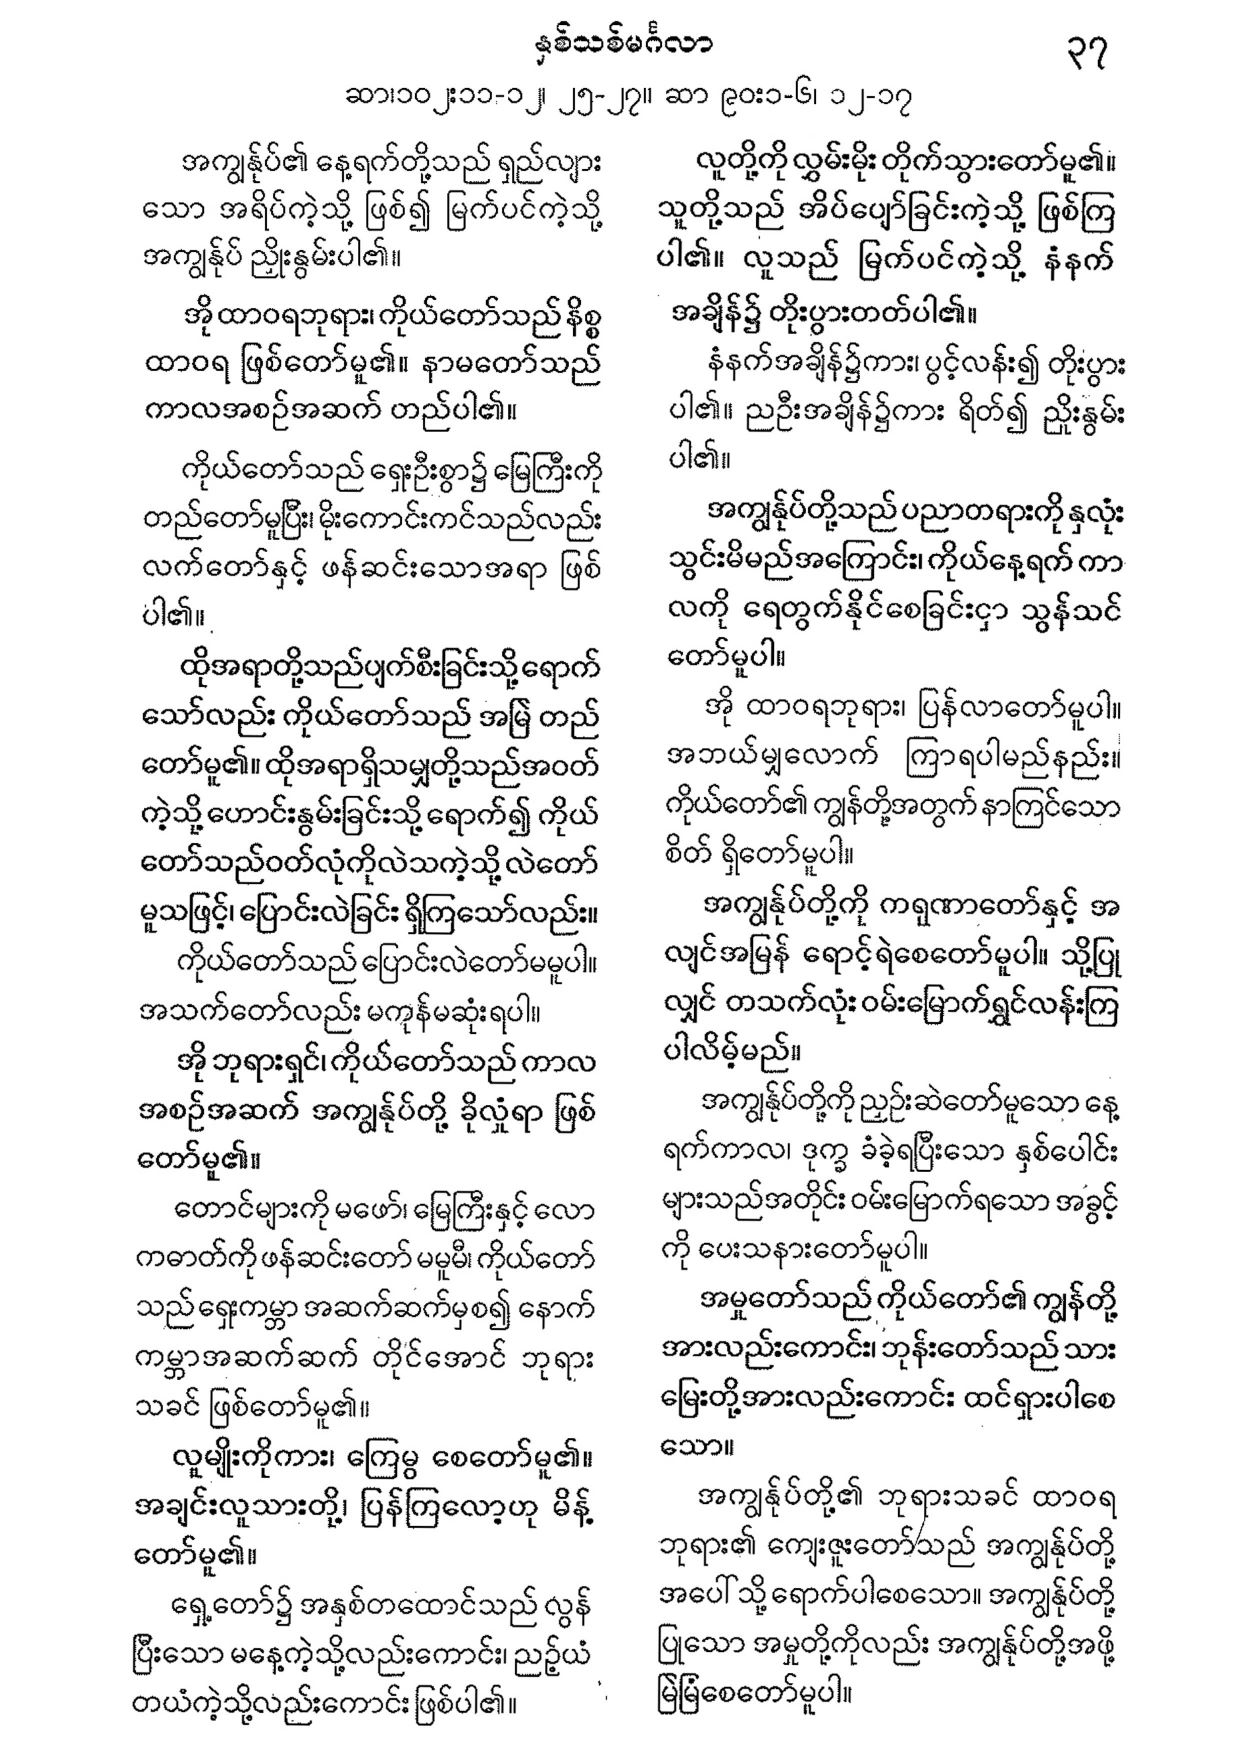 နှစ်သစ်မင်္ဂလာ
၃၇
ဆာ၊၁၀၂း၁၁-၁၂၊ ၂၅-၂၇။ ဆာ ၉၀း၁-၆၊ ၁၂-၁၇
အကျွန်ုပ်၏ နေ့ရက်တို့သည် ရှည်လျား
သော အရိပ်ကဲ့သို့ ဖြစ်၍ မြက်ပင်ကဲ့သို့
အကျွန်ုပ် ညှိုးနွမ်းပါ၏။
အို ထာဝရဘုရား၊ ကိုယ်တော်သည် နိစ္စ
ထာဝရ ဖြစ်တော်မူ၏။ နာမတော်သည်
ကာလအစဉ်အဆက် တည်ပါ၏။
ကိုယ်တော်သည် ရှေးဦးစွာ၌ မြေကြီးကို
တည်တော်မူပြီး၊ မိုးကောင်းကင်သည်လည်း
လက်တော်နှင့် ဖန်ဆင်းသောအရာ ဖြစ်
ပါ၏။
ထိုအရာတို့သည်ပျက်စီးခြင်းသို့ ရောက်
သော်လည်း ကိုယ်တော်သည် အမြဲ တည်
တော်မူ၏။ ထိုအရာရှိသမျှတို့သည်အဝတ်
ကဲ့သို့ ဟောင်းနွမ်းခြင်းသို့ ရောက်၍ ကိုယ်
တော်သည်ဝတ်လုံကိုလဲသကဲ့သို့ လဲတော်
မူသဖြင့်၊ ပြောင်းလဲခြင်း ရှိကြသော်လည်း။
ကိုယ်တော်သည် ပြောင်းလဲတော်မမူပါ။
အသက်တော်လည်း မကုန်မဆုံးရပါ။
အို ဘုရားရှင်၊ ကိုယ်တော်သည် ကာလ
အစဉ်အဆက် အကျွန်ုပ်တို့ ခိုလှုံရာ ဖြစ်
တော်မူ၏။
တောင်များကို မဖော်၊ မြေကြီးနှင့် လော
ကဓာတ်ကို ဖန်ဆင်းတော် မမူမီ၊ ကိုယ်တော်
သည် ရှေးကမ္ဘာ အဆက်ဆက်မှစ၍ နောက်
ကမ္ဘာအဆက်ဆက် တိုင်အောင် ဘုရား
သခင် ဖြစ်တော်မူ၏။
လူမျိုးကိုကား၊ ကြေမွ စေတော်မူ၏။
အချင်းလူသားတို့၊ ပြန်ကြလော့ဟု မိန့်
တော်မူ၏။
ရှေ့တော်၌ အနှစ်တထောင်သည် လွန်
ပြီးသော မနေ့ကဲ့သို့လည်းကောင်း၊ ညဉ့်ယံ
တယံကဲ့သို့လည်းကောင်း ဖြစ်ပါ၏။
လူတို့ကို လွှမ်းမိုး တိုက်သွားတော်မူ၏။
သူတို့သည် အိပ်ပျော်ခြင်းကဲ့သို့ ဖြစ်ကြ
ပါ၏။ လူသည် မြက်ပင်ကဲ့သို့ နံနက်
အချိန်၌ တိုးပွားတတ်ပါ၏။
နံနက်အချိန်၌ကား၊ ပွင့်လန်း၍ တိုးပွား
ပါ၏။ ညဦးအချိန်၌ကား ရိတ်၍ ညှိုးနွမ်း
ပါ၏။
အကျွန်ုပ်တို့သည် ပညာတရားကို နှလုံး
သွင်းမိမည်အကြောင်း၊ ကိုယ်နေ့ရက် ကာ
လကို ရေတွက်နိုင်စေခြင်းငှာ သွန်သင်
တော်မူပါ။
အို ထာဝရဘုရား၊ ပြန်လာတော်မူပါ။
အဘယ်မျှလောက် ကြာရပါမည်နည်း။
ကိုယ်တော်၏ ကျွန်တို့အတွက် နာကြင်သော
စိတ် ရှိတော်မူပါ။
အကျွန်ုပ်တို့ကို ကရုဏာတော်နှင့် အ
လျင်အမြန် ရောင့်ရဲစေတော်မူပါ။ သို့ပြု
လျှင် တသက်လုံး ဝမ်းမြောက်ရွှင်လန်းကြ
ပါလိမ့်မည်။
အကျွန်ုပ်တို့ကို ညှဉ်းဆဲတော်မူသော နေ့
ရက်ကာလ၊ ဒုက္ခ ခံခဲ့ရပြီးသော နှစ်ပေါင်း
များသည်အတိုင်း ဝမ်းမြောက်ရသော အခွင့်
ကို ပေးသနားတော်မူပါ။
အမှုတော်သည် ကိုယ်တော်၏ ကျွန်တို့
အားလည်းကောင်း၊ ဘုန်းတော်သည် သား
မြေးတို့အားလည်းကောင်း ထင်ရှားပါစေ
သော။
အကျွန်ုပ်တို့၏ ဘုရားသခင် ထာဝရ
ဘုရား၏ ကျေးဇူးတော်သည် အကျွန်ုပ်တို့
အပေါ်သို့ ရောက်ပါစေသော။ အကျွန်ုပ်တို့
ပြုသော အမှုတို့ကိုလည်း အကျွန်ုပ်တို့အဖို့
မြဲမြံစေတော်မူပါ။